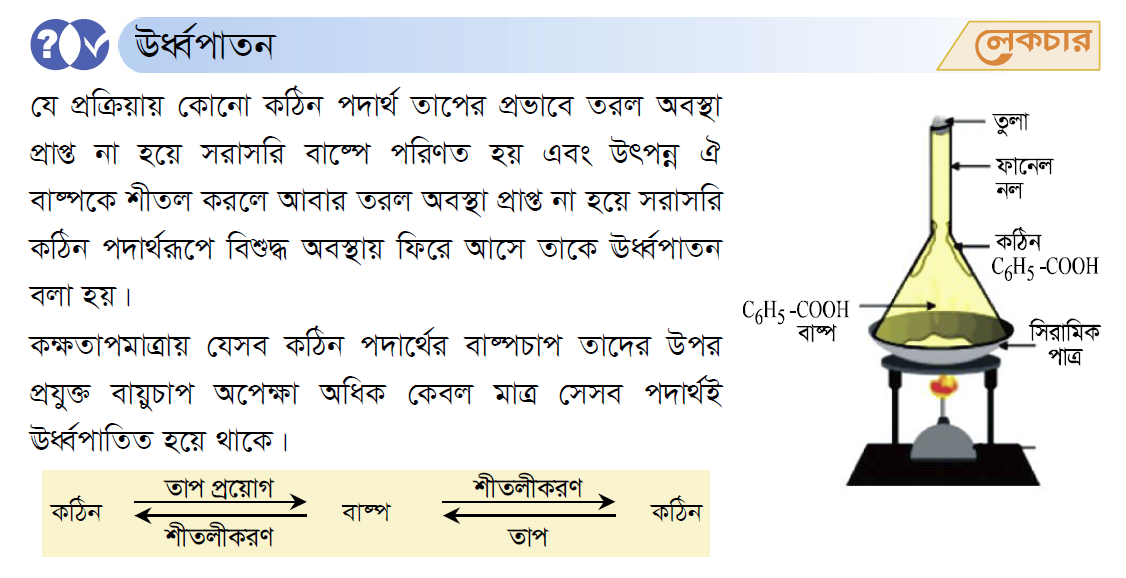 ঊর্ধ্বপাতন
লেকচার
যে প্রক্রিয়ায় কোনো কঠিন পদার্থ তাপের প্রভাবে তরল অবস্থা
প্রাপ্ত না হয়ে সরাসরি বাষ্পে পরিণত হয় এবং উৎপন্ন ঐ
বাষ্পকে শীতল করলে আবার তরল অবস্থা প্রাপ্ত না হয়ে সরাসরি
কঠিন পদার্থরূপে বিশুদ্ধ অবস্থায় ফিরে আসে তাকে ঊর্ধ্বপাতন
বলা হয়।
কক্ষতাপমাত্রায় যেসব কঠিন পদার্থের বাষ্পচাপ তাদের উপর
প্রযুক্ত বায়ুচাপ অপেক্ষা অধিক কেবল মাত্র সেসব পদার্থই
ঊর্ধ্বপাতিত হয়ে থাকে।
কঠিন তাপ প্রয়োগ বাষ্প শীতলীকরণ কঠিন
শীতলীকরণ তাপ
তুলা
ফানেল
নল
কঠিন
C₆H₅-COOH
C₆H₅-COOH
বাষ্প
সিরামিক
পাত্র